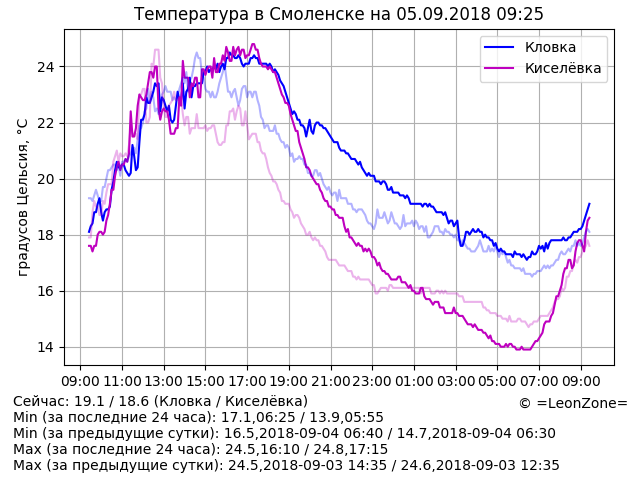 Температура в Смоленске на 05.09.2018 09:25
Кловка
Киселёвка
градусов Цельсия, °C
24
22
20
18
16
14
09:00 11:00 13:00 15:00 17:00 19:00 21:00 23:00 01:00 03:00 05:00 07:00 09:00
Сейчас: 19.1 / 18.6 (Кловка / Киселёвка)
© =LeonZone=
Min (за последние 24 часа): 17.1,06:25 / 13.9,05:55
Min (за предыдущие сутки): 16.5,2018-09-04 06:40 / 14.7,2018-09-04 06:30
Max (за последние 24 часа): 24.5,16:10 / 24.8,17:15
Max (за предыдущие сутки): 24.5,2018-09-03 14:35 / 24.6,2018-09-03 12:35